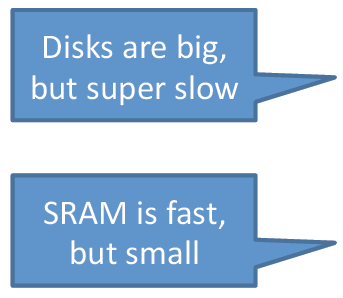 Disks are big,
but super slow
SRAM is fast,
but small